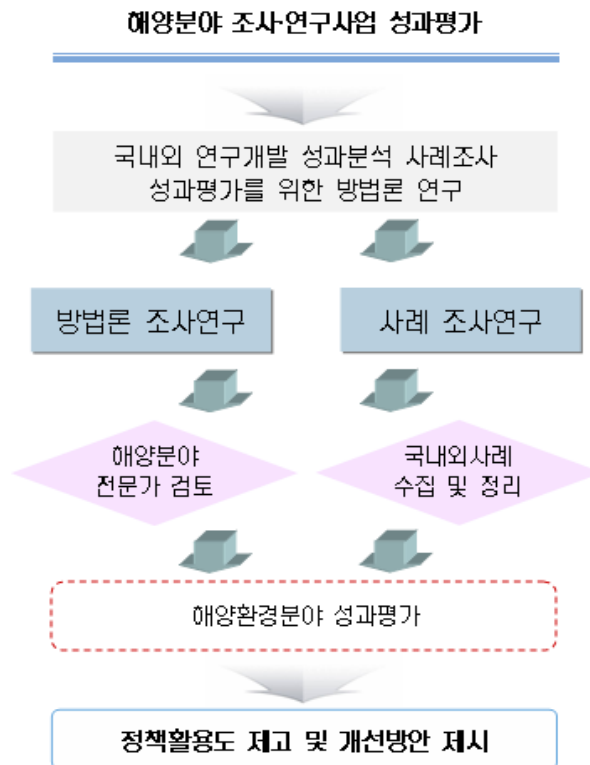 해양분야 조사·연구사업 성과평가
국내외 연구개발 성과분석 사례조사
성과평가를 위한 방법론 연구
방법론 조사연구
사례 조사연구
해양분야
전문가 검토
국내외사례
수집 및 정리
해양환경분야 성과평가
정책활용도 제고 및 개선방안 제시